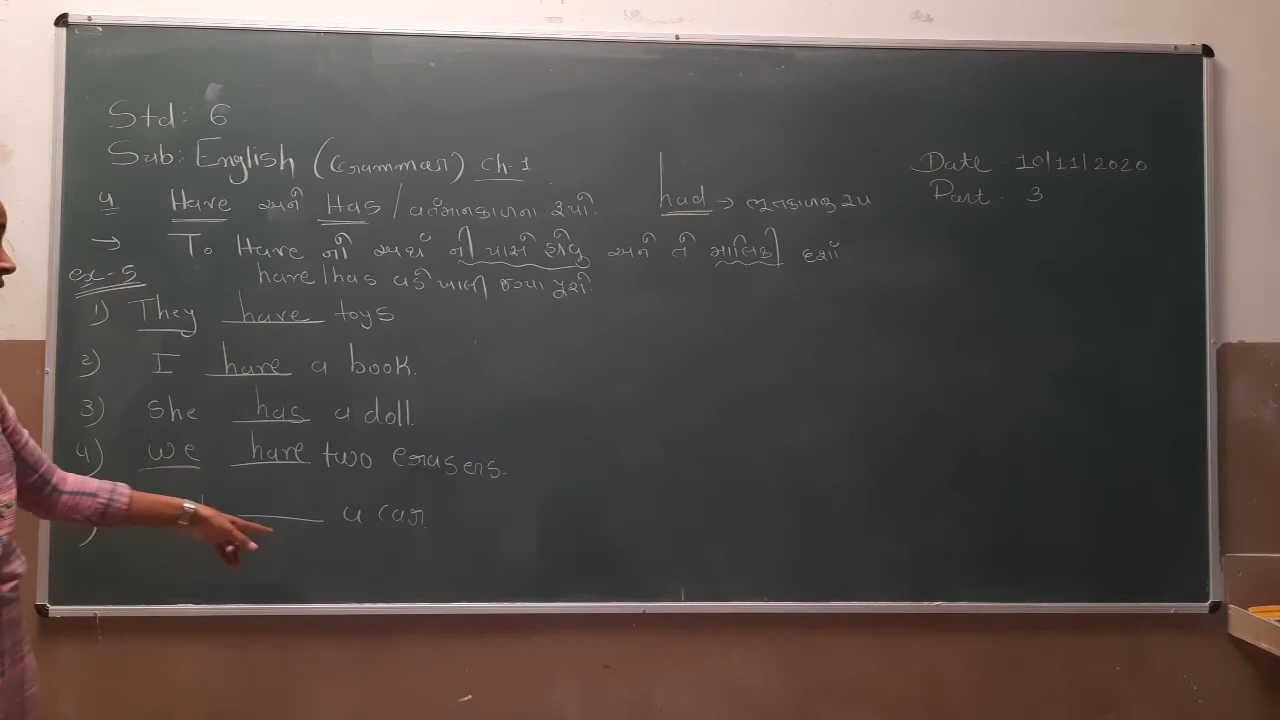 Std: 6
Sub: English (Grammar) Ch-1
Date: 10/11/2020
Part: 3
4 Have અને Has / વર્તમાનકાળના રૂપો.
had → ભૂતકાળનુ રૂપ
→ To Have નો અર્થ ની પાસે હોવુ અને તે માલિકી દર્શાવે
ex-5 have/has વડે ખાલી જગ્યા પૂરો.
1) They have toys
2) I have a book.
3) She has a doll.
4) we have two erasers.
) ____ a car.